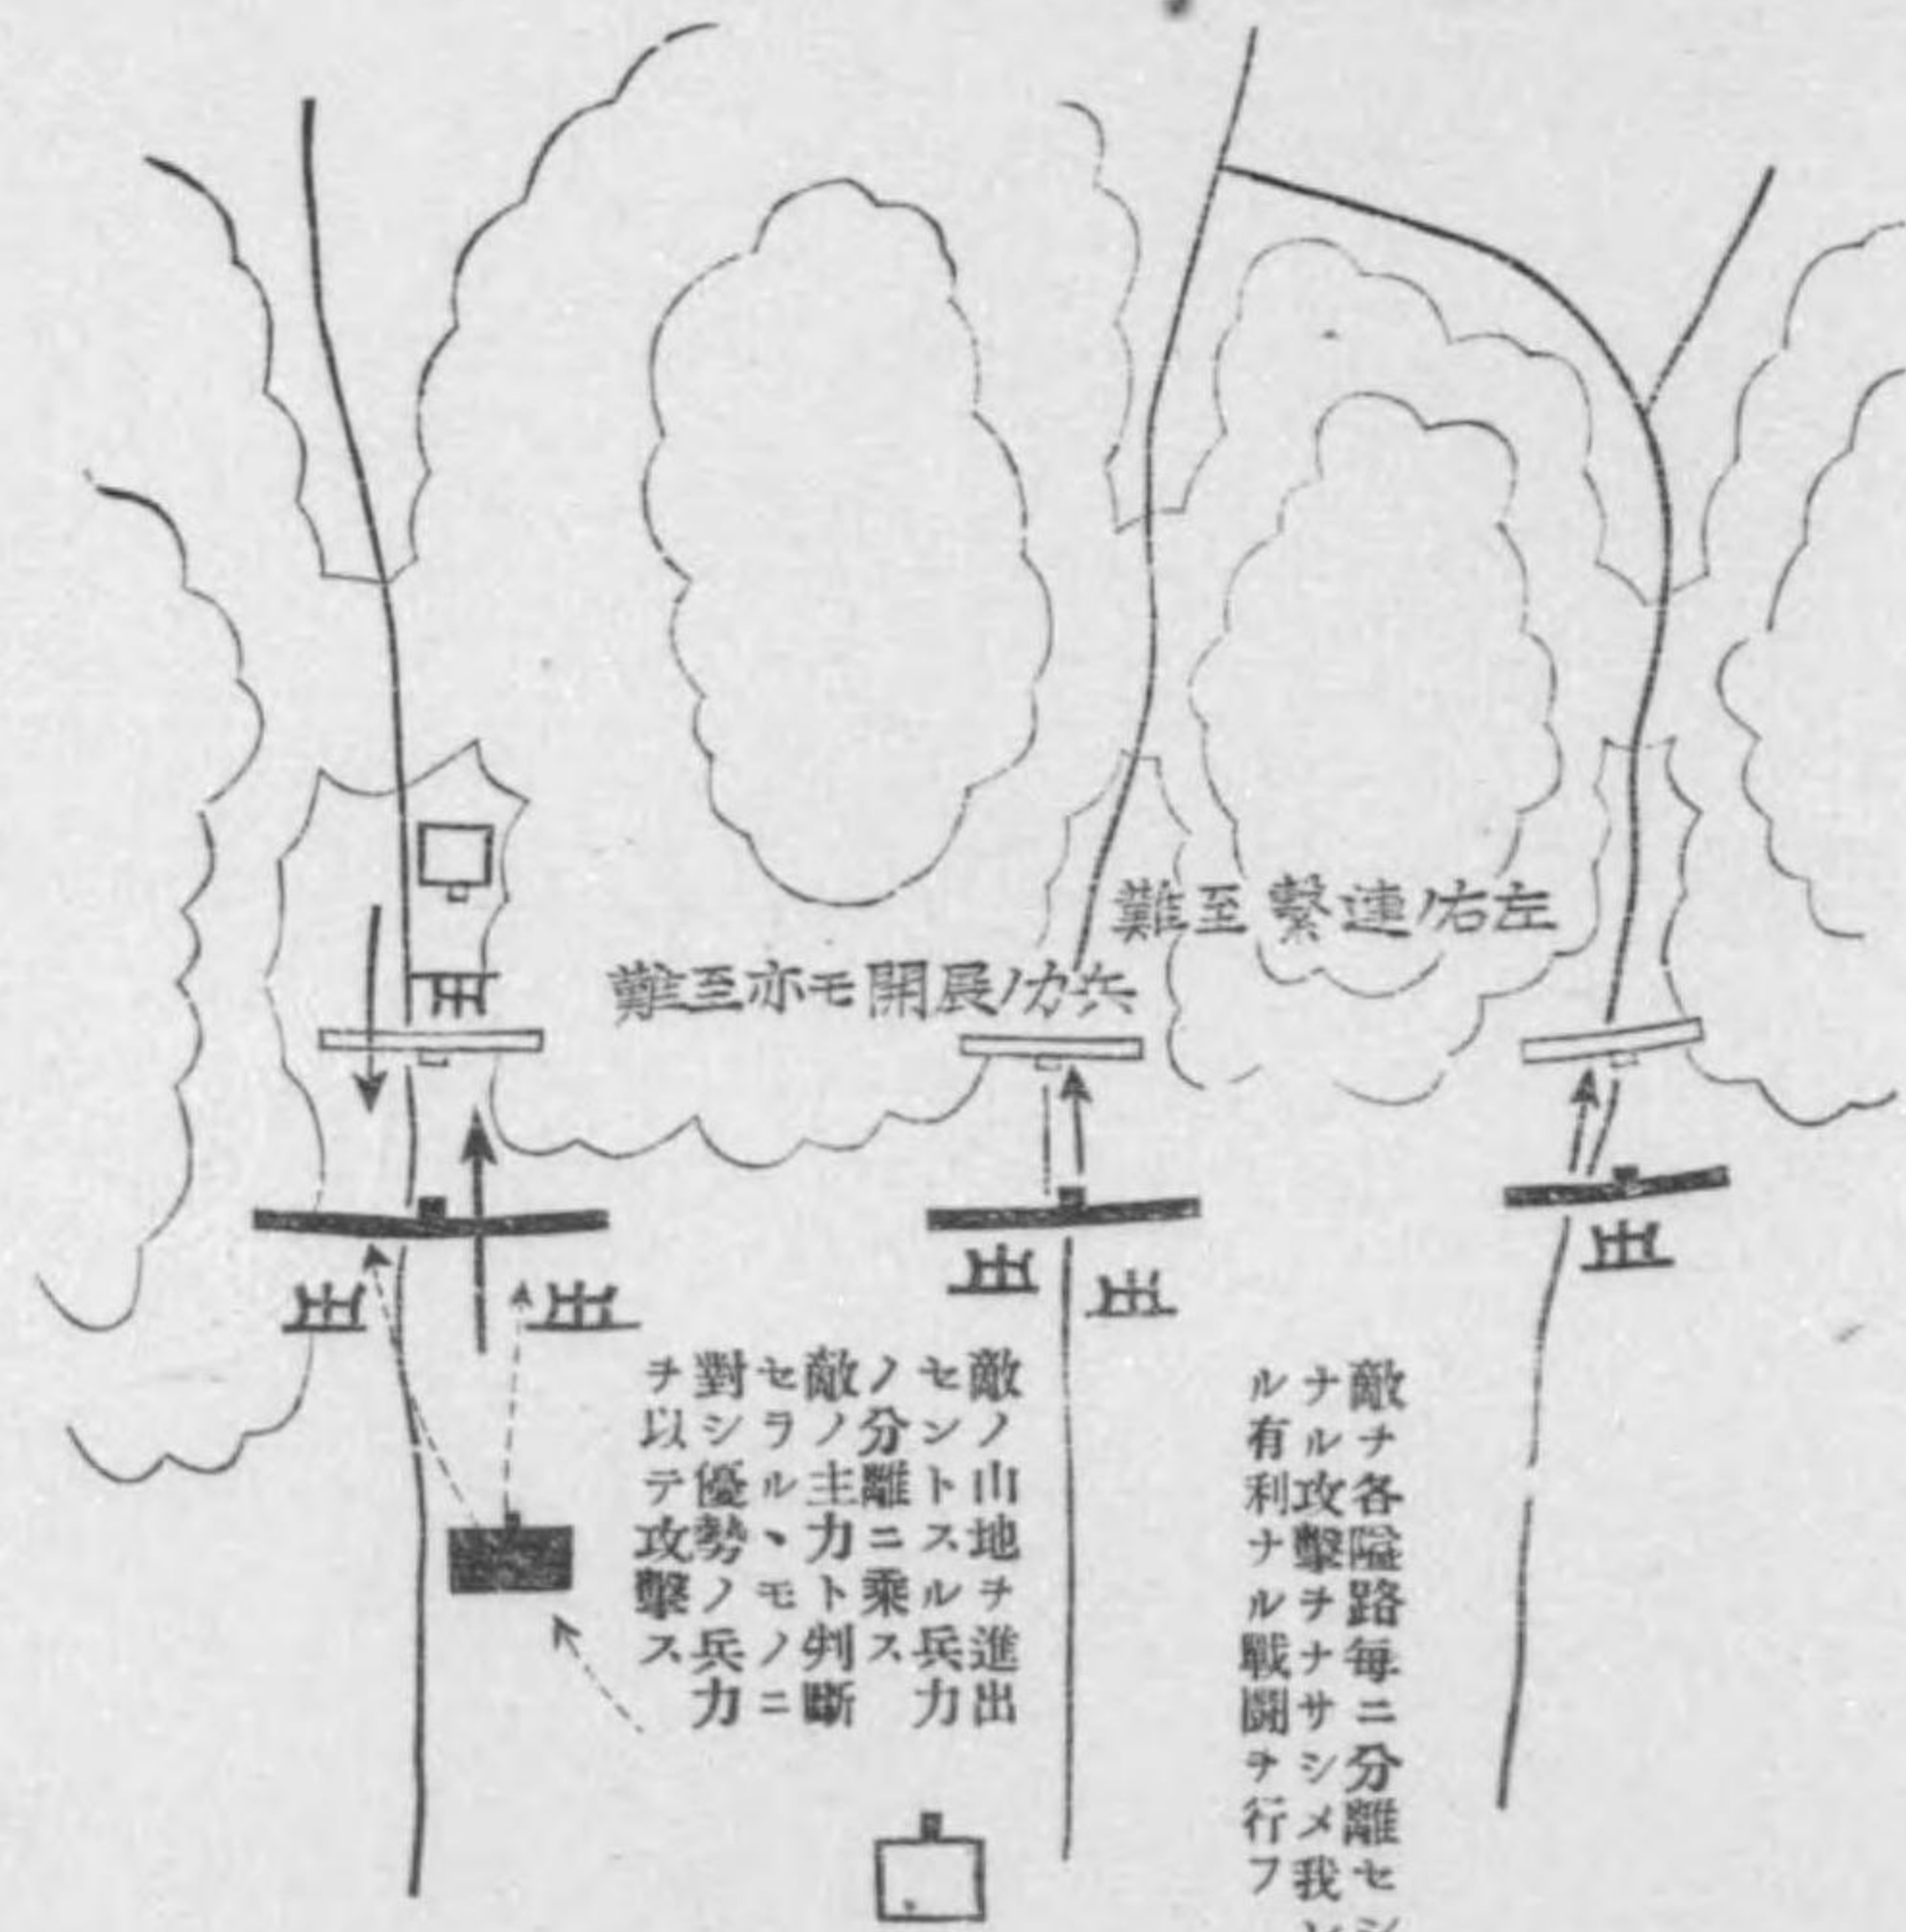 左右ノ連繋至難
兵力ノ展開モ亦至難
敵ヲ各隘路毎ニ分離セシ
ナル攻擊ヲナサシメ我
ル有利ナル戰鬪ヲ行フ
敵ノ山地ヲ進出
セントスル兵力
ノ分離ニ乘ス
敵ノ主力ト判斷
セラルヽモノニ
對シ優勢ノ兵力
ヲ以テ攻擊ス